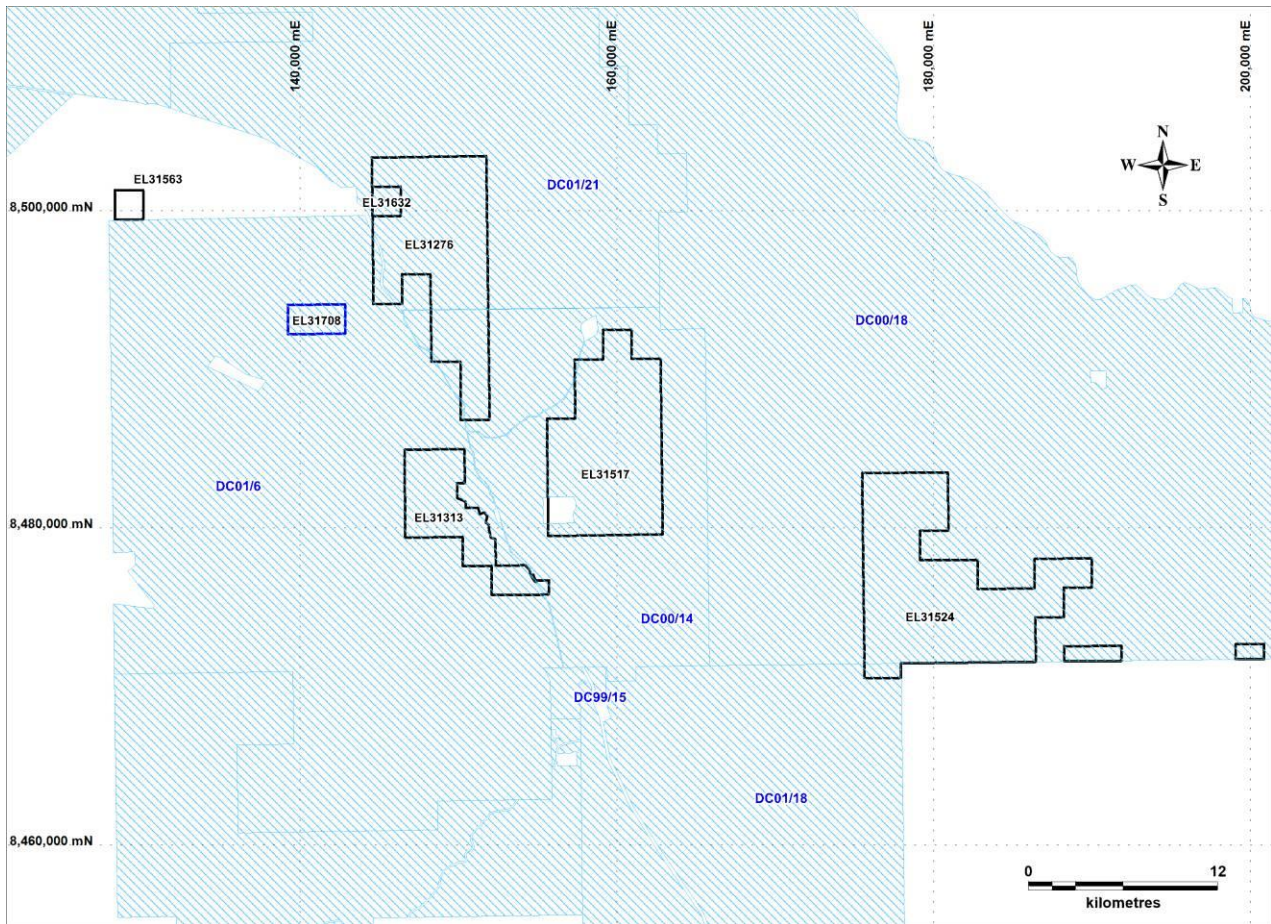 140,000 mE
160,000 mE
180,000 mE
200,000 mE
N
W E
S
EL31563
DC01/21
EL31632
8,500,000 mN
EL31276
EL31708
DC00/18
EL31517
DC01/6
EL31313
8,480,000 mN
DC00/14
EL31524
DC99/15
DC01/18
8,460,000 mN
0 12
kilometres